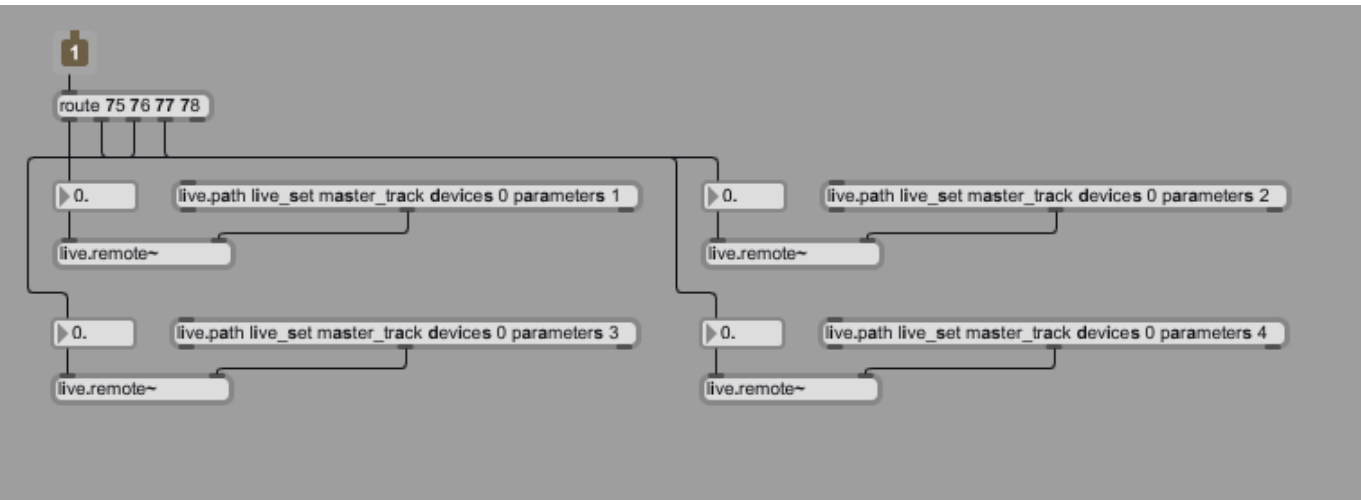 1
route 75 76 77 78
0.
live.path live_set master_track devices 0 parameters 1
0.
live.path live_set master_track devices 0 parameters 2
live.remote~
live.remote~
0.
live.path live_set master_track devices 0 parameters 3
0.
live.path live_set master_track devices 0 parameters 4
live.remote~
live.remote~